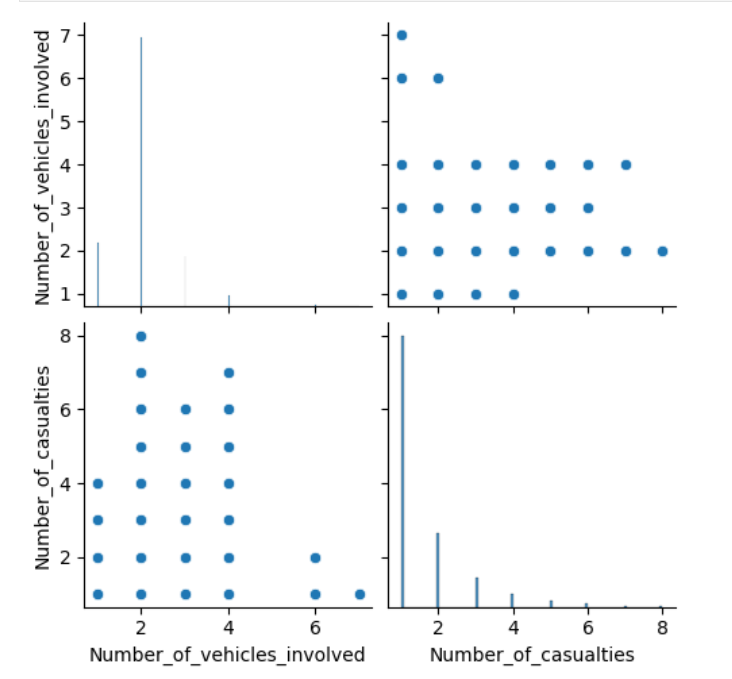 Number_of_vehicles_involved
7
6
5
4
3
2
1
Number_of_casualties
8
6
4
2
2 4 6
2 4 6 8
Number_of_vehicles_involved
Number_of_casualties